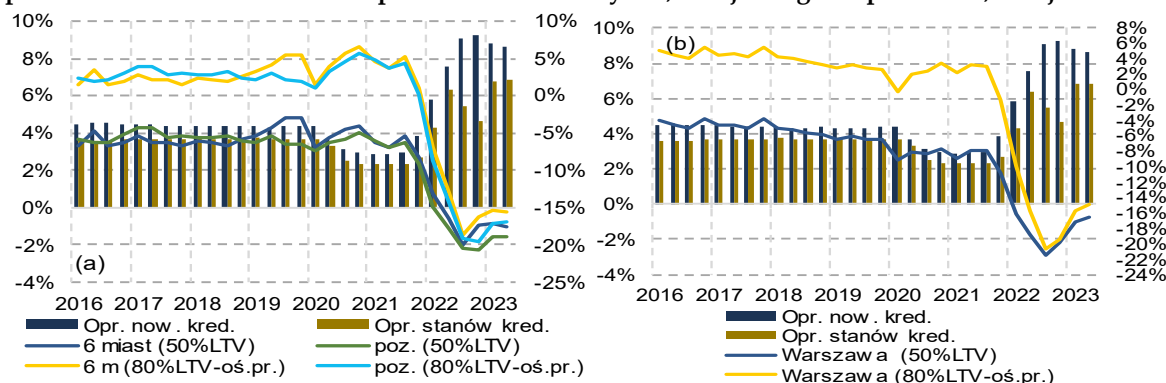 10%
8%
6%
4%
2%
0%
-2%
-4%
10%
5%
0%
-5%
-10%
-15%
-20%
-25%
(a)
2016 2017 2018 2019 2020 2021 2022 2023
Opr. now. kred.
Opr. stanów kred.
6 miast (50%LTV)
poz. (50%LTV)
6 m (80%LTV-oś.pr.)
poz. (80%LTV-oś.pr.)
10%
8%
6%
4%
2%
0%
-2%
-4%
8%
6%
4%
2%
0%
-2%
-4%
-6%
-8%
-10%
-12%
-14%
-16%
-18%
-20%
-22%
-24%
(b)
2016 2017 2018 2019 2020 2021 2022 2023
Opr. now. kred.
Opr. stanów kred.
Warszawa (50%LTV)
Warszawa (80%LTV-oś.pr.)